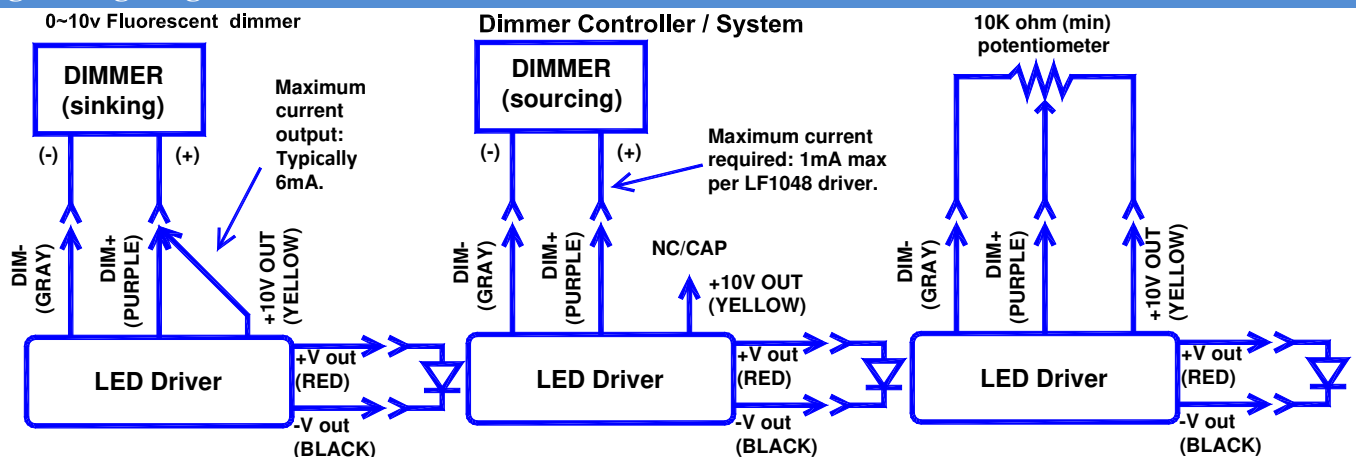 0~10v Fluorescent dimmer
DIMMER
(sinking)
(-)
(+)
Maximum
current
output:
Typically
6mA.
DIM-
(GRAY)
DIM+
(PURPLE)
+10V OUT
(YELLOW)
LED Driver
+V out
(RED)
-V out
(BLACK)
Dimmer Controller / System
DIMMER
(sourcing)
(-)
(+)
Maximum current
required: 1mA max
per LF1048 driver.
DIM-
(GRAY)
DIM+
(PURPLE)
NC/CAP
+10V OUT
(YELLOW)
LED Driver
+V out
(RED)
-V out
(BLACK)
10K ohm (min)
potentiometer
DIM-
(GRAY)
DIM+
(PURPLE)
+10V OUT
(YELLOW)
LED Driver
+V out
(RED)
-V out
(BLACK)